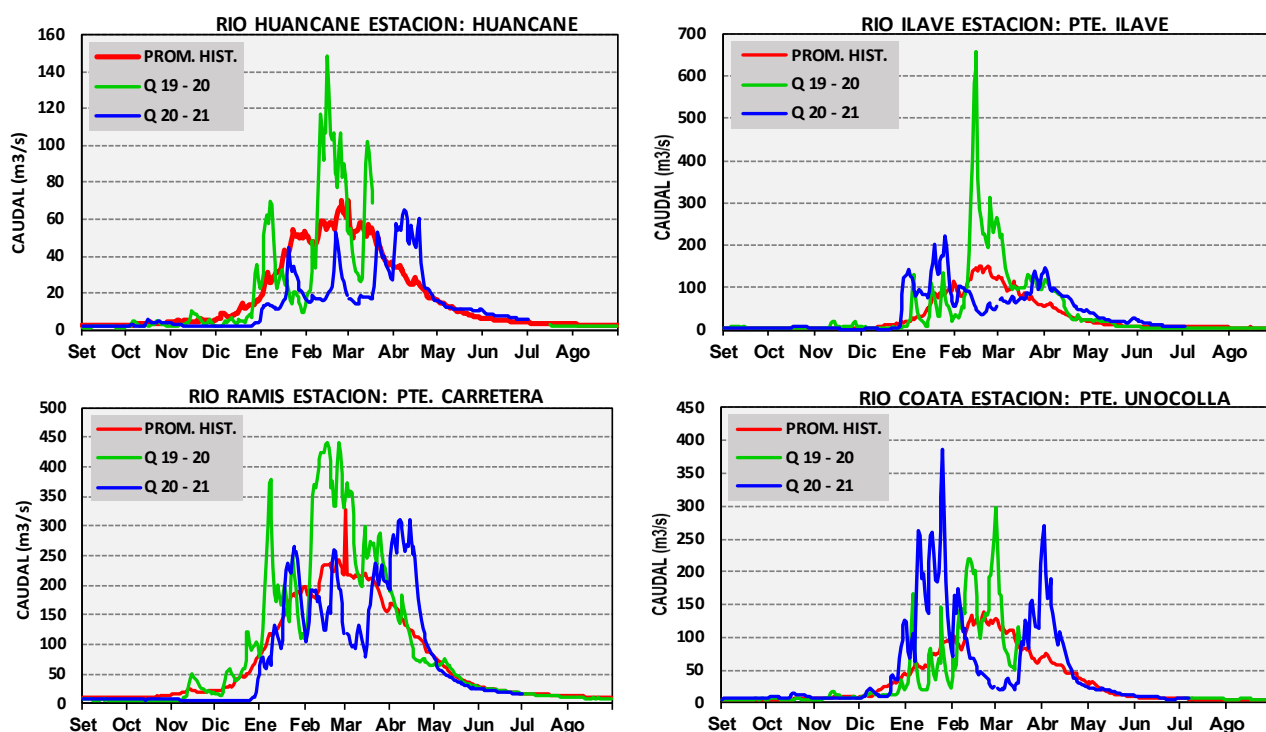 RIO HUANCANE ESTACION: HUANCANE
CAUDAL (m3/s)
160
140
120
100
80
60
40
20
0
PROM. HIST.
Q 19 - 20
Q 20 - 21
Set Oct Nov Dic Ene Feb Mar Abr May Jun Jul Ago
RIO ILAVE ESTACION: PTE. ILAVE
CAUDAL (m3/s)
700
600
500
400
300
200
100
0
PROM. HIST.
Q 19 - 20
Q 20 - 21
Set Oct Nov Dic Ene Feb Mar Abr May Jun Jul Ago
RIO RAMIS ESTACION: PTE. CARRETERA
CAUDAL (m3/s)
500
450
400
350
300
250
200
150
100
50
0
PROM. HIST.
Q 19 - 20
Q 20 - 21
Set Oct Nov Dic Ene Feb Mar Abr May Jun Jul Ago
RIO COATA ESTACION: PTE. UNOCOLLA
CAUDAL (m3/s)
450
400
350
300
250
200
150
100
50
0
PROM. HIST.
Q 19 - 20
Q 20 - 21
Set Oct Nov Dic Ene Feb Mar Abr May Jun Jul Ago